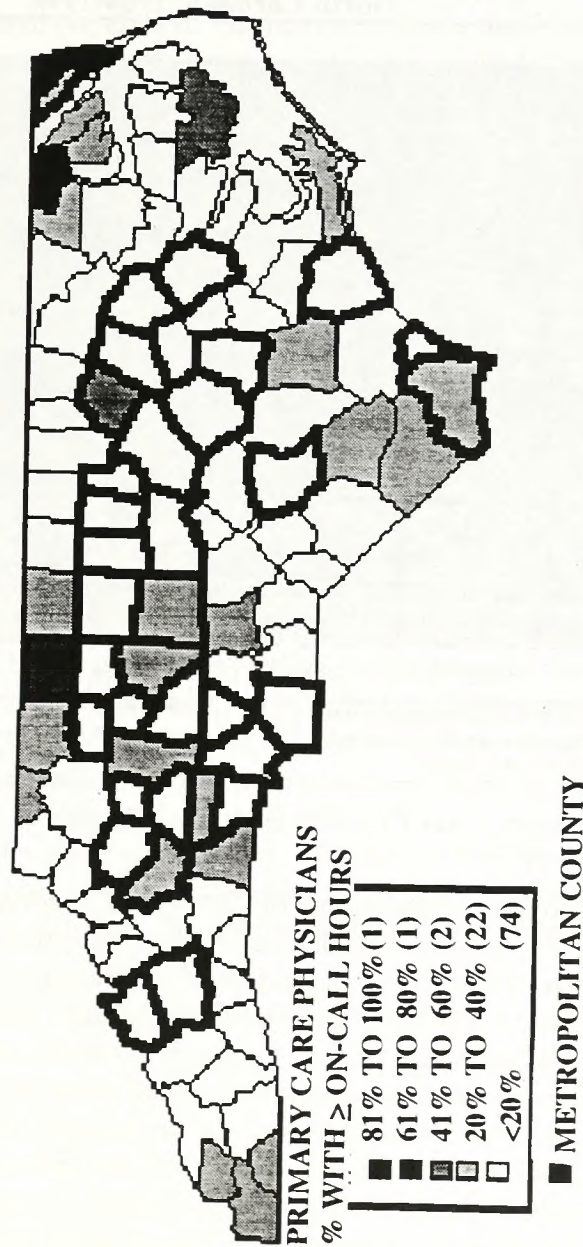 PRIMARY CARE PHYSICIANS
% WITH ≥ ON-CALL HOURS
81% TO 100% (1)
61% TO 80% (1)
41% TO 60% (2)
20% TO 40% (22)
<20% (74)
METROPOLITAN COUNTY